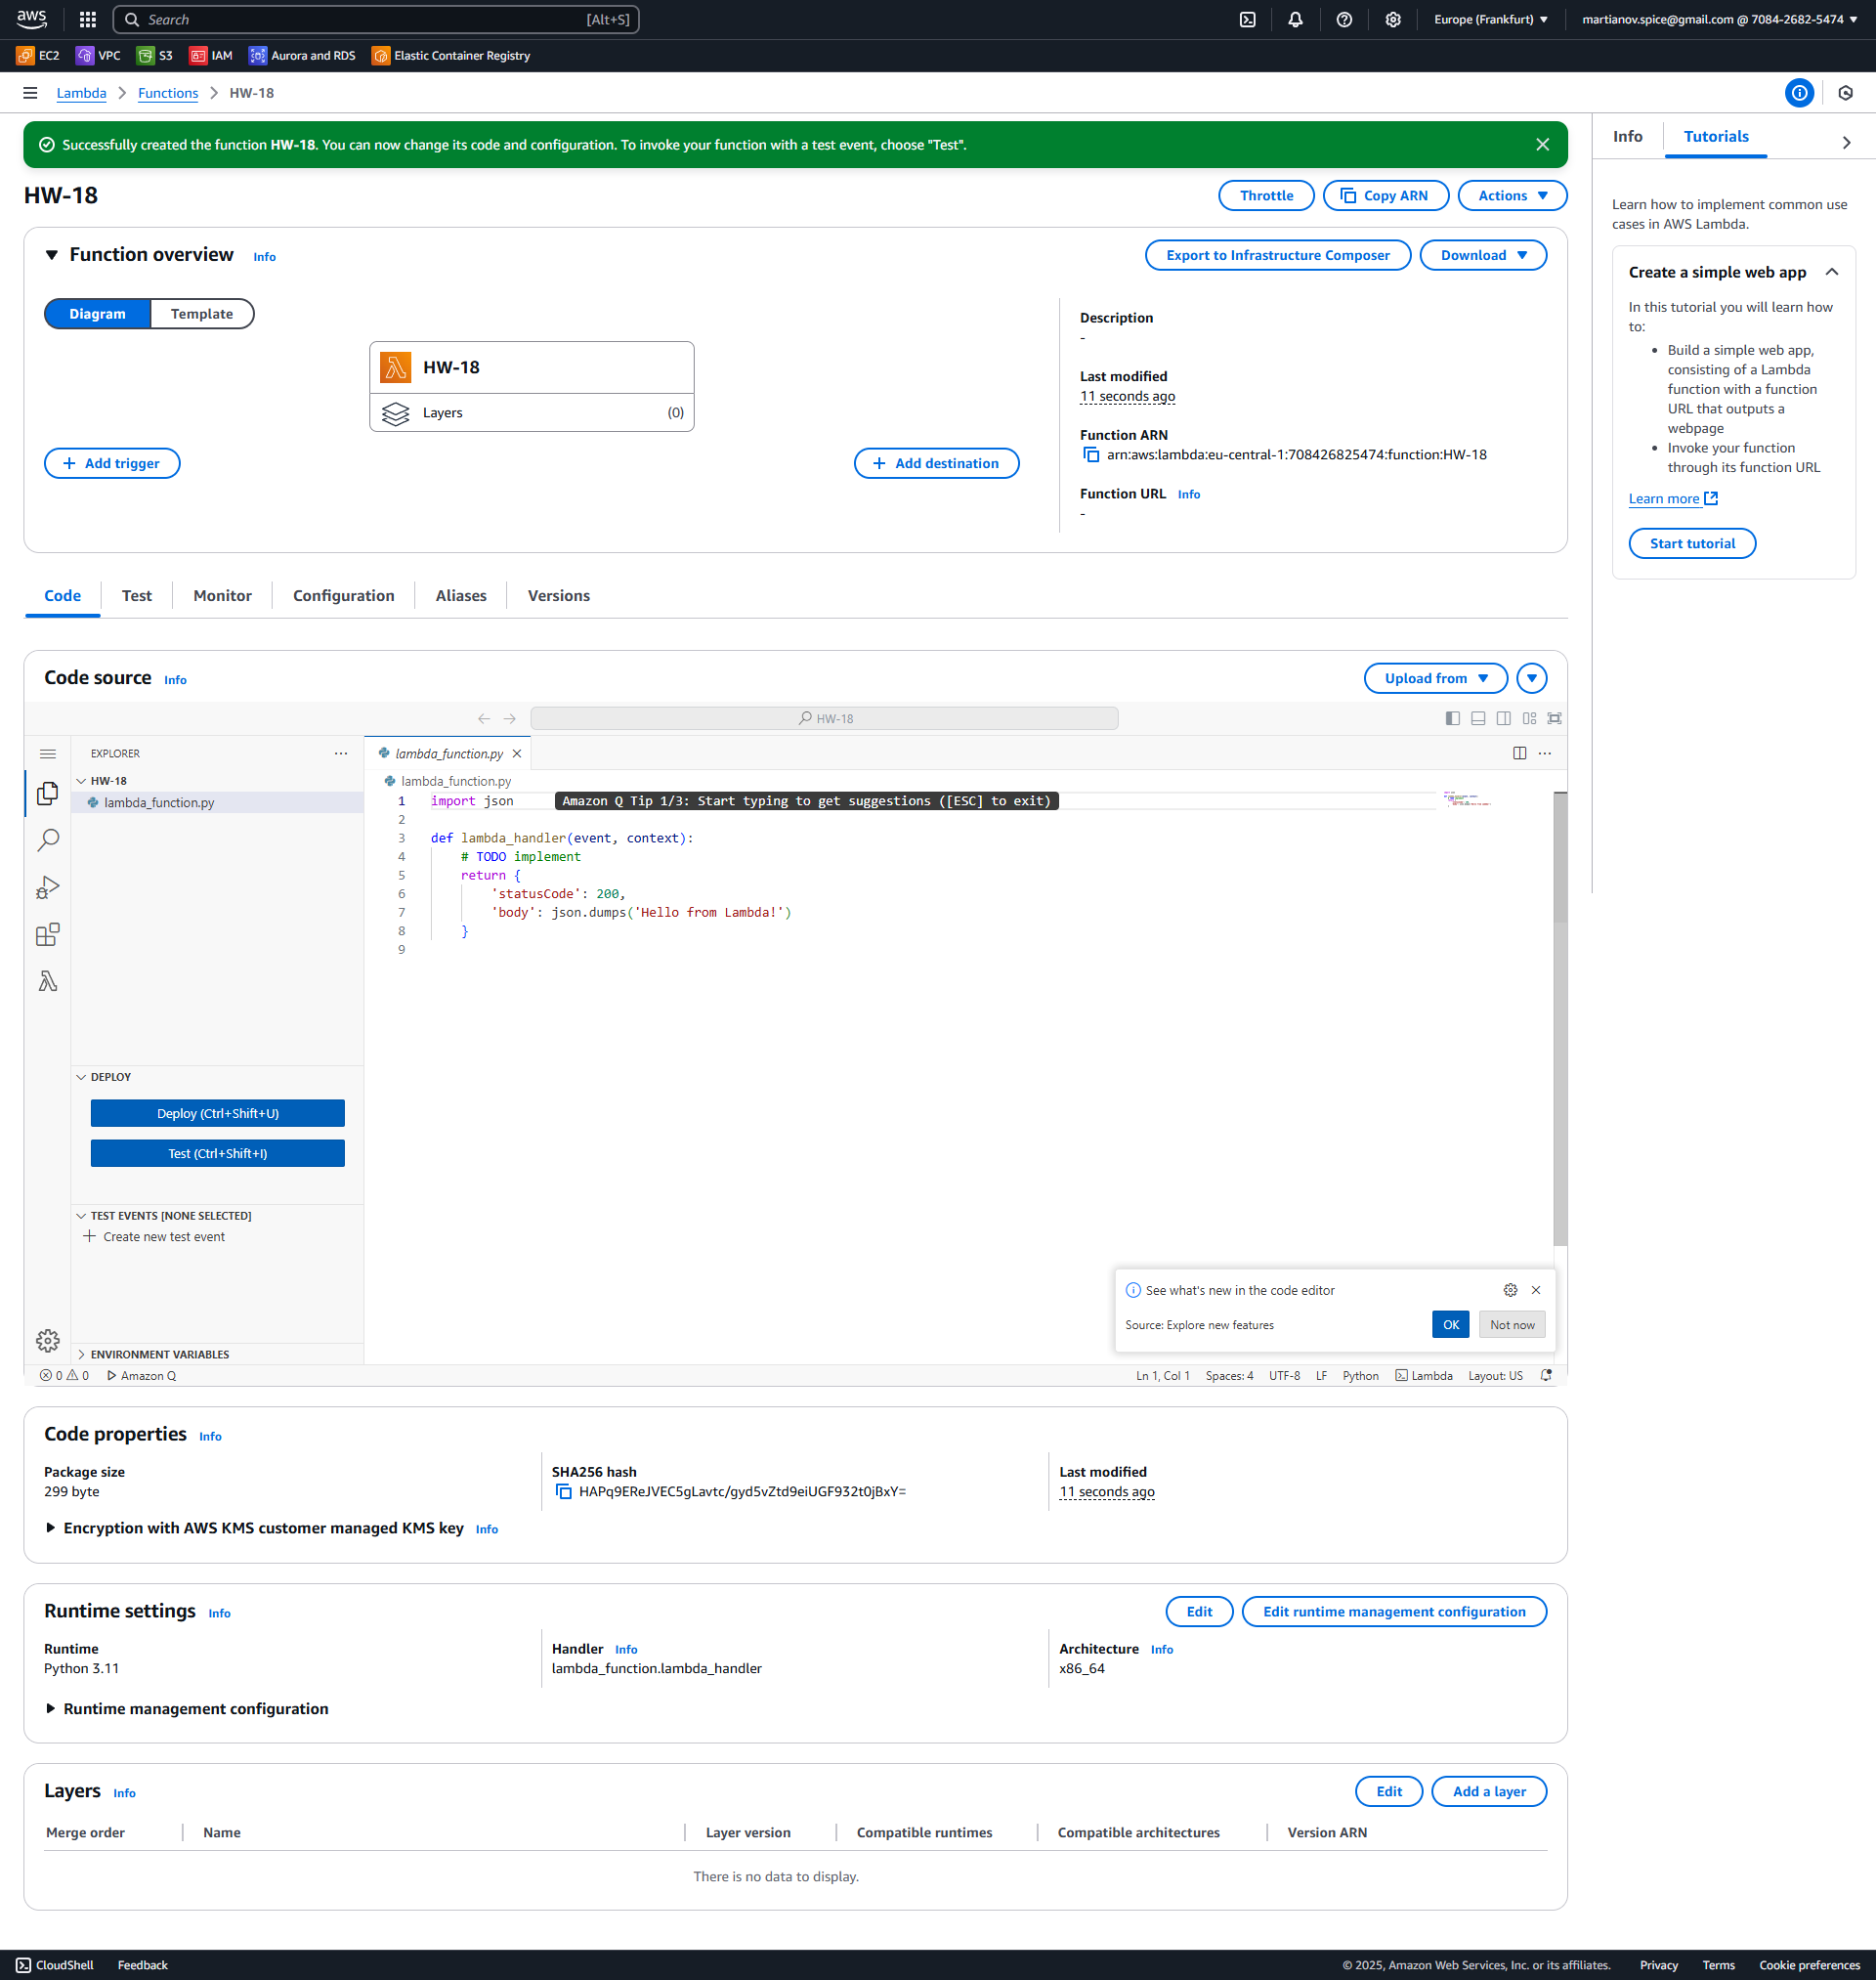 aws
Search [Alt+S]
Europe (Frankfurt)
martianov.spice@gmail.com @ 7084-2682-5474
EC2 VPC S3 IAM Aurora and RDS Elastic Container Registry
Lambda > Functions > HW-18
Successfully created the function HW-18. You can now change its code and configuration. To invoke your function with a test event, choose "Test".
HW-18
Throttle Copy ARN Actions
Function overview Info
Export to Infrastructure Composer Download
Diagram Template
HW-18
Layers (0)
Add trigger
Add destination
Description
-
Last modified
11 seconds ago
Function ARN
arn:aws:lambda:eu-central-1:708426825474:function:HW-18
Function URL Info
-
Info Tutorials
Learn how to implement common use
cases in AWS Lambda.
Create a simple web app
In this tutorial you will learn how
to:
Build a simple web app,
consisting of a Lambda
function with a function
URL that outputs a
webpage
Invoke your function
through its function URL
Learn more
Start tutorial
Code Test Monitor Configuration Aliases Versions
Code source Info
Upload from
HW-18
EXPLORER
HW-18
lambda_function.py
lambda_function.py
lambda_function.py
1 import json Amazon Q Tip 1/3: Start typing to get suggestions ([ESC] to exit)
2
3 def lambda_handler(event, context):
4 # TODO implement
5 return {
6 'statusCode': 200,
7 'body': json.dumps('Hello from Lambda!')
8 }
9
DEPLOY
Deploy (Ctrl+Shift+U)
Test (Ctrl+Shift+I)
TEST EVENTS [NONE SELECTED]
Create new test event
ENVIRONMENT VARIABLES
See what's new in the code editor
Source: Explore new features
OK Not now
0 0 Amazon Q
Ln 1, Col 1 Spaces: 4 UTF-8 LF Python Lambda Layout: US
Code properties Info
Package size
299 byte
SHA256 hash
HAPq9EReJVEC5gLavtc/gyd5vZtd9eiUGF932t0jBxY=
Last modified
11 seconds ago
Encryption with AWS KMS customer managed KMS key Info
Runtime settings Info
Edit Edit runtime management configuration
Runtime
Python 3.11
Handler Info
lambda_function.lambda_handler
Architecture Info
x86_64
Runtime management configuration
Layers Info
Edit Add a layer
Merge order Name Layer version Compatible runtimes Compatible architectures Version ARN
There is no data to display.
CloudShell Feedback
© 2025, Amazon Web Services, Inc. or its affiliates. Privacy Terms Cookie preferences